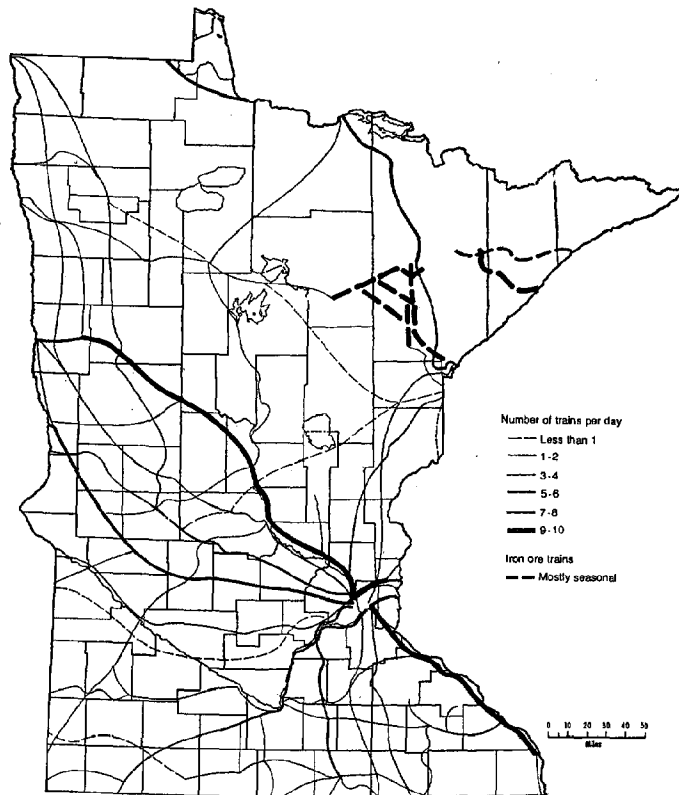 Number of trains per day
Less than 1
1-2
3-4
5-6
7-8
9-10
Iron ore trains
Mostly seasonal
0 10 20 30 40 50
Miles